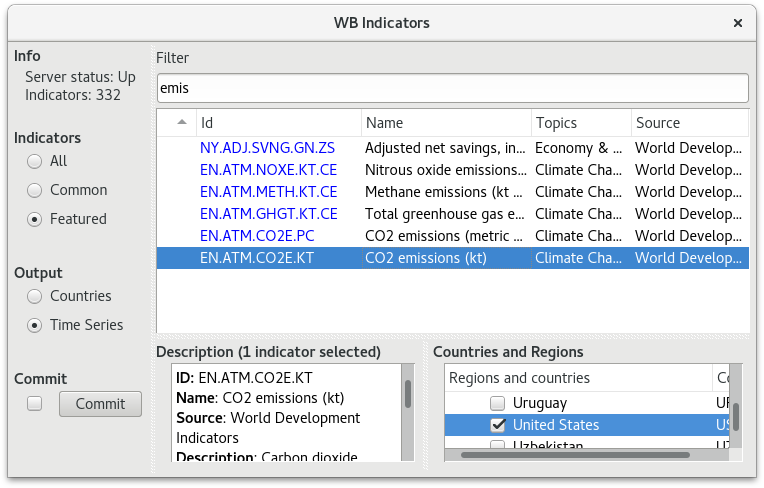 WB Indicators
Info
Server status: Up
Indicators: 332
Indicators
All
Common
Featured
Output
Countries
Time Series
Commit
Commit
Filter
emis
Id Name Topics Source
NY.ADJ.SVNG.GN.ZS Adjusted net savings, in... Economy & ... World Develop...
EN.ATM.NOXE.KT.CE Nitrous oxide emissions... Climate Cha... World Develop...
EN.ATM.METH.KT.CE Methane emissions (kt ... Climate Cha... World Develop...
EN.ATM.GHGT.KT.CE Total greenhouse gas e... Climate Cha... World Develop...
EN.ATM.CO2E.PC CO2 emissions (metric ... Climate Cha... World Develop...
EN.ATM.CO2E.KT CO2 emissions (kt) Climate Cha... World Develop...
Description (1 indicator selected)
ID: EN.ATM.CO2E.KT
Name: CO2 emissions (kt)
Source: World Development
Indicators
Description: Carbon dioxide
Countries and Regions
Regions and countries
Uruguay
United States
Uzbekistan